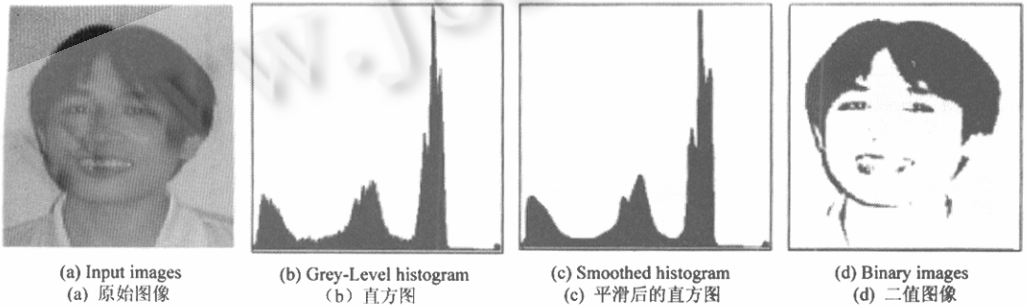 w.jo
(a) Input images
(b) Grey-Level histogram
(c) Smoothed histogram
(d) Binary images
(a) 原始图像
（b）直方图
(c) 平滑后的直方图
(d) 二值图像